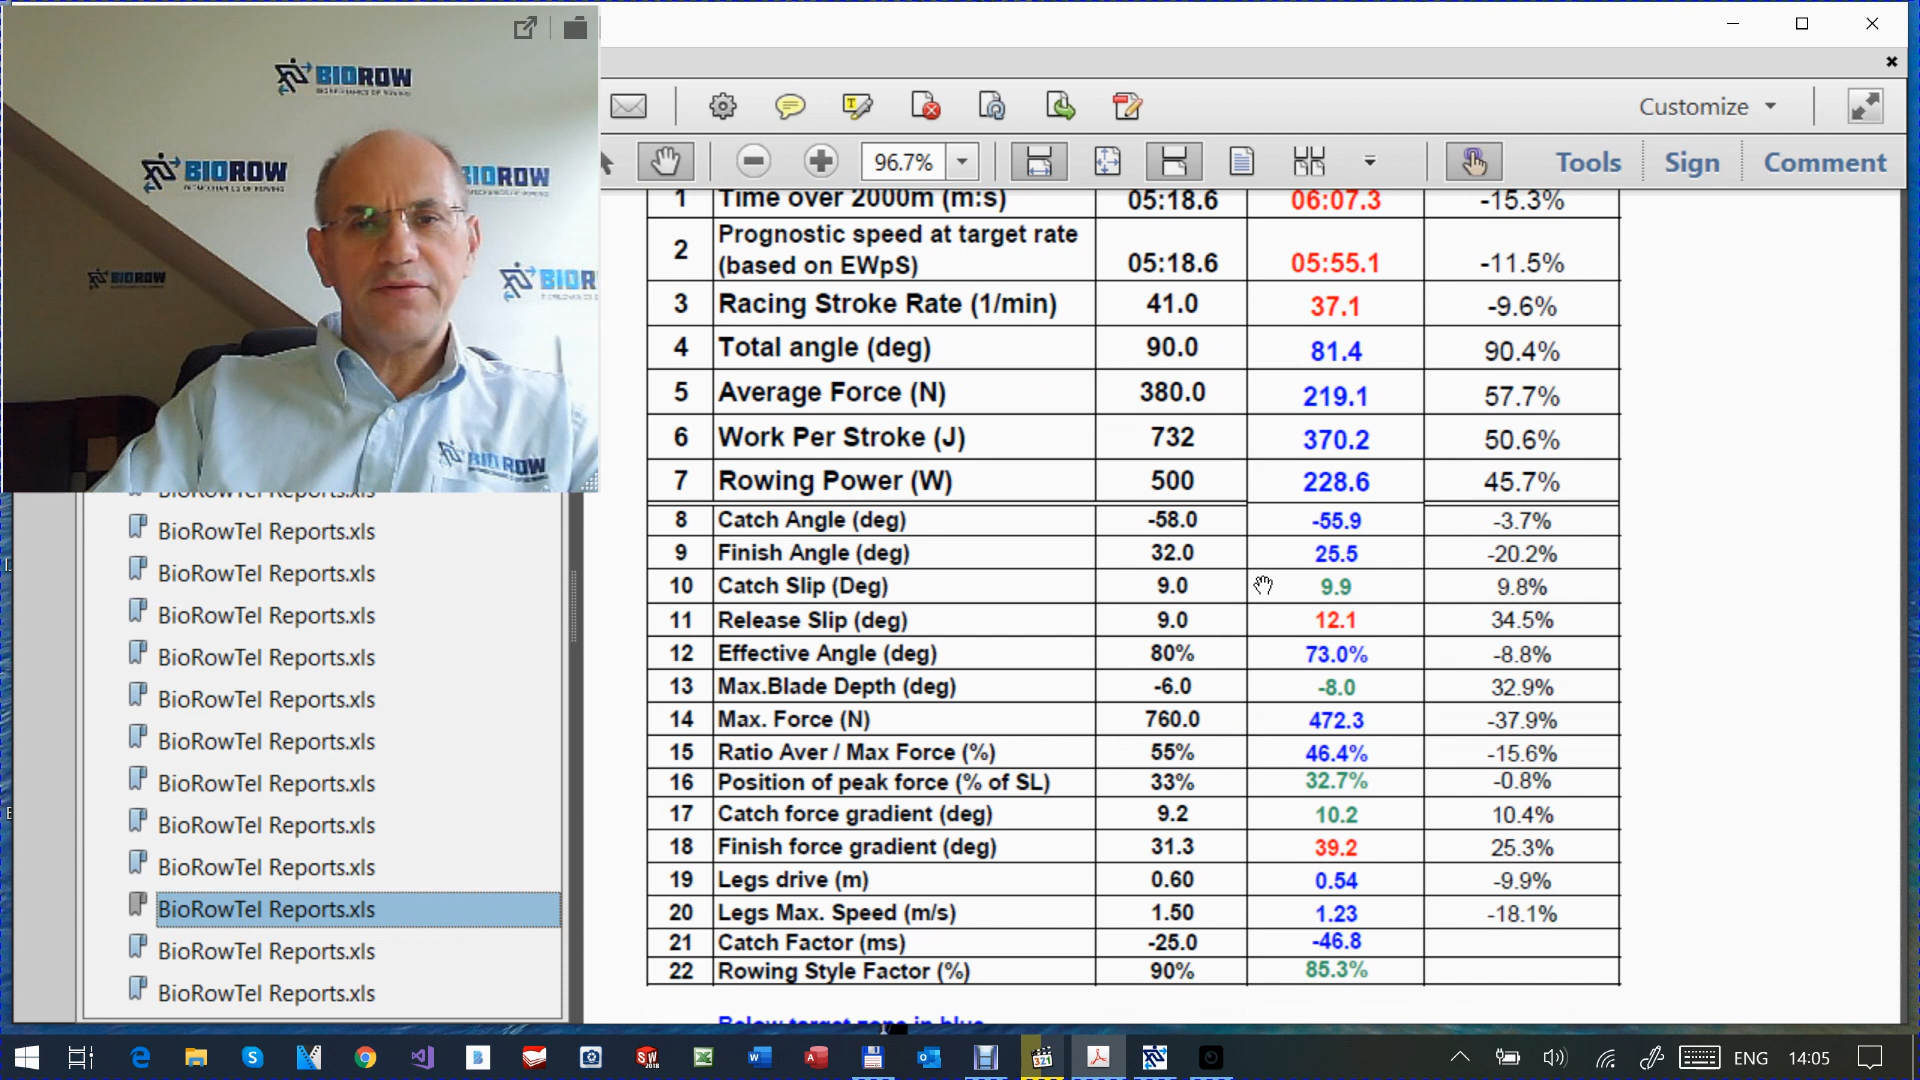 BIOROW
BIOMECHANICS OF ROWING
BIOROW
BIOROW
BIOROW
BIOROW
BIOROW
Customize
96.7%
Tools
Sign
Comment
1 Time over 2000m (m:s) 05:18.6 06:07.3 -15.3%
2 Prognostic speed at target rate
(based on EWpS) 05:18.6 05:55.1 -11.5%
3 Racing Stroke Rate (1/min) 41.0 37.1 -9.6%
4 Total angle (deg) 90.0 81.4 90.4%
5 Average Force (N) 380.0 219.1 57.7%
6 Work Per Stroke (J) 732 370.2 50.6%
7 Rowing Power (W) 500 228.6 45.7%
8 Catch Angle (deg) -58.0 -55.9 -3.7%
9 Finish Angle (deg) 32.0 25.5 -20.2%
10 Catch Slip (Deg) 9.0 9.9 9.8%
11 Release Slip (deg) 9.0 12.1 34.5%
12 Effective Angle (deg) 80% 73.0% -8.8%
13 Max.Blade Depth (deg) -6.0 -8.0 32.9%
14 Max. Force (N) 760.0 472.3 -37.9%
15 Ratio Aver / Max Force (%) 55% 46.4% -15.6%
16 Position of peak force (% of SL) 33% 32.7% -0.8%
17 Catch force gradient (deg) 9.2 10.2 10.4%
18 Finish force gradient (deg) 31.3 39.2 25.3%
19 Legs drive (m) 0.60 0.54 -9.9%
20 Legs Max. Speed (m/s) 1.50 1.23 -18.1%
21 Catch Factor (ms) -25.0 -46.8
22 Rowing Style Factor (%) 90% 85.3%
Below target zone in blue
BioRowTel Reports.xls
BioRowTel Reports.xls
BioRowTel Reports.xls
BioRowTel Reports.xls
BioRowTel Reports.xls
BioRowTel Reports.xls
BioRowTel Reports.xls
BioRowTel Reports.xls
BioRowTel Reports.xls
BioRowTel Reports.xls
BioRowTel Reports.xls
BioRowTel Reports.xls
BioRowTel Reports.xls
ENG 14:05